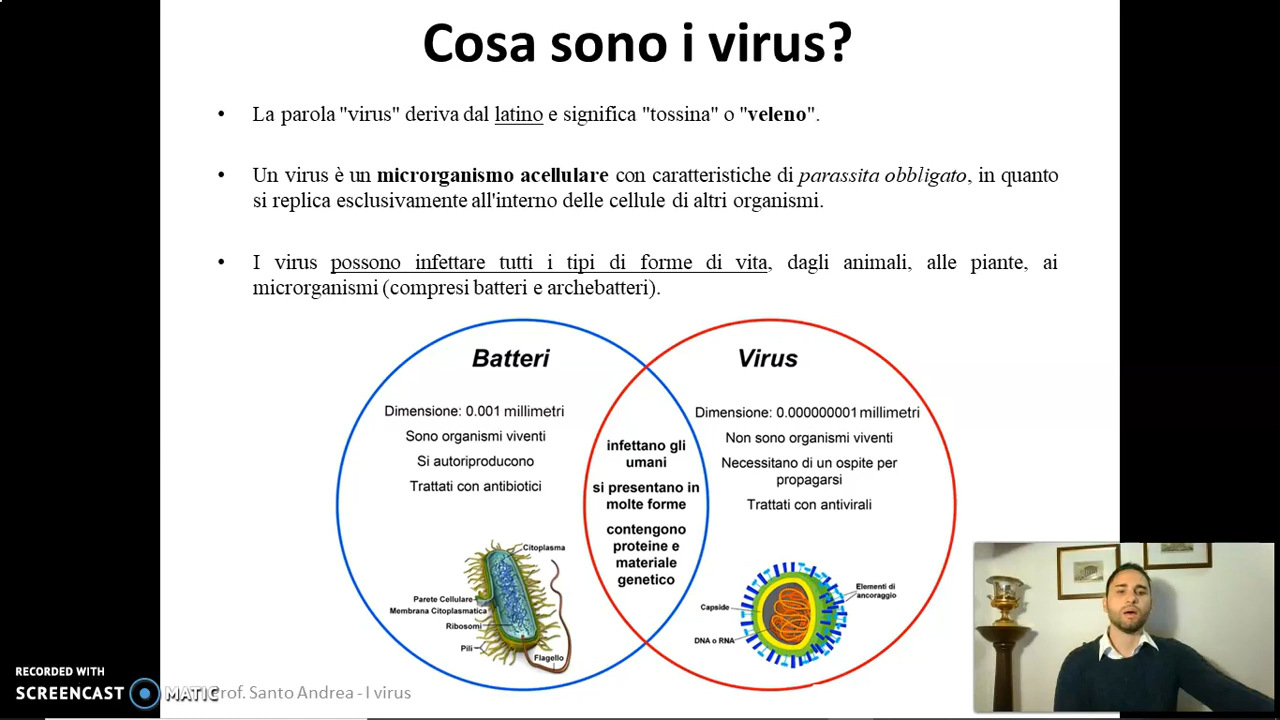 Cosa sono i virus?
• La parola "virus" deriva dal latino e significa "tossina" o "veleno".
• Un virus è un microrganismo acellulare con caratteristiche di parassita obbligato, in quanto
si replica esclusivamente all'interno delle cellule di altri organismi.
• I virus possono infettare tutti i tipi di forme di vita, dagli animali, alle piante, ai
microrganismi (compresi batteri e archebatteri).
Batteri
Dimensione: 0.001 millimetri
Sono organismi viventi
Si autoriproducono
Trattati con antibiotici
Citoplasma
Parete Cellulare
Membrana Citoplasmatica
Ribosomi
Pili
Flagello
infettano gli
umani
si presentano in
molte forme
contengono
proteine e
materiale
genetico
Virus
Dimensione: 0.000000001 millimetri
Non sono organismi viventi
Necessitano di un ospite per
propagarsi
Trattati con antivirali
Elementi di
ancoraggio
Capside
DNA o RNA
RECORDED WITH
SCREENCAST MATIC
Prof. Santo Andrea - I virus